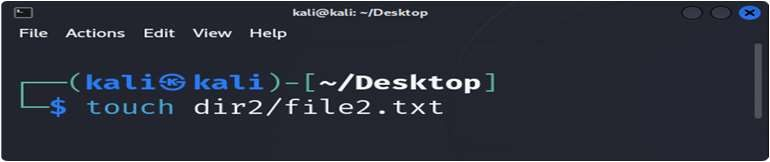 kali@kali: ~/Desktop
File Actions Edit View Help
┌──(kali㉿kali)-[~/Desktop]
└─$ touch dir2/file2.txt